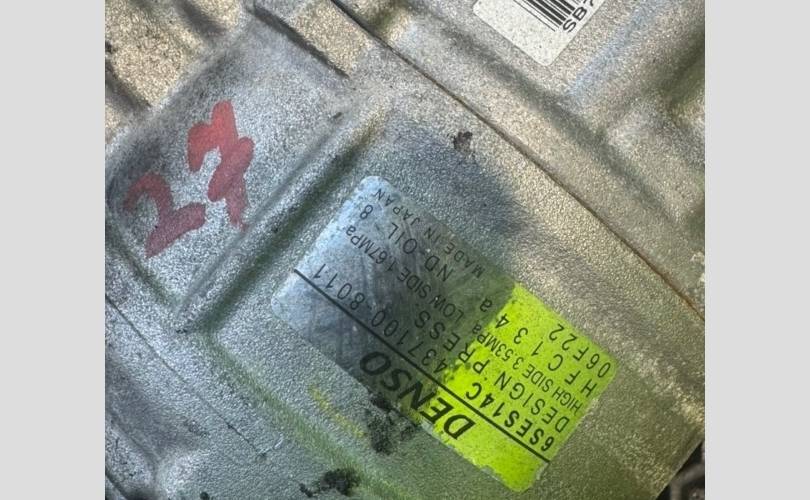 SB7
27
DENSO
6SES14C 437100-8011
DESIGN PRESS
HIGH SIDE 3.53MPa LOW SIDE 1.67MPa
HFC134a ND-OIL 8
06F22 MADE IN JAPAN